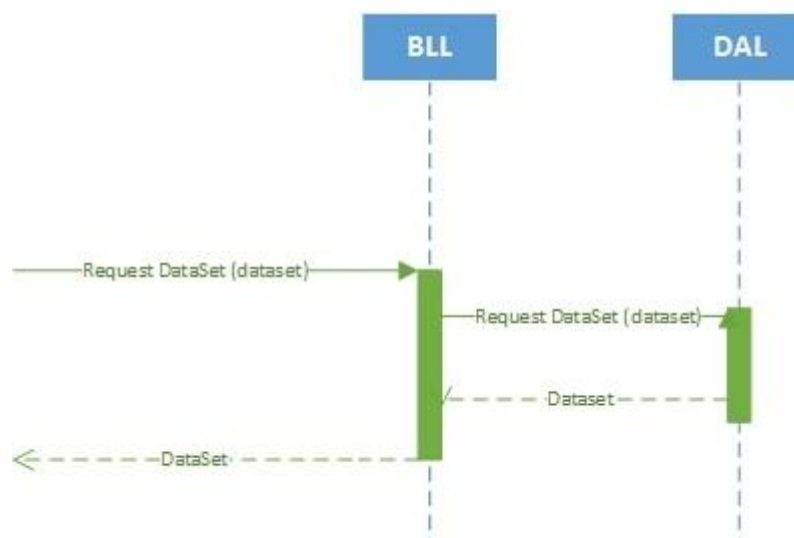 BLL
DAL
Request DataSet (dataset)
Request DataSet (dataset)
Dataset
DataSet